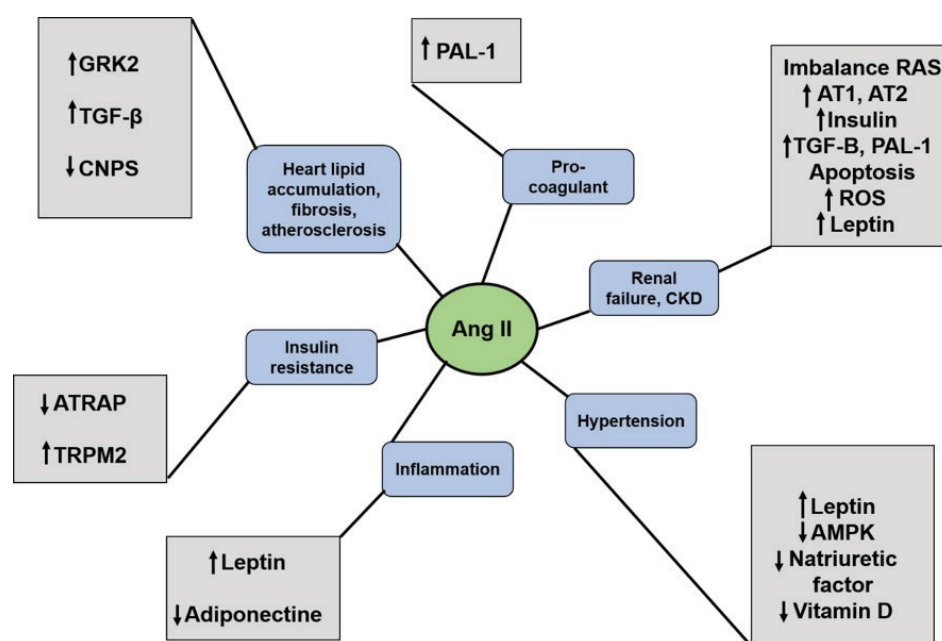 ↑GRK2
↑TGF-β
↓CNPS
↑ PAL-1
Imbalance RAS
↑ AT1, AT2
↑Insulin
↑TGF-B, PAL-1
Apoptosis
↑ ROS
↑ Leptin
Heart lipid
accumulation,
fibrosis,
atherosclerosis
Pro-
coagulant
Renal
failure, CKD
Ang II
Insulin
resistance
↓ATRAP
↑TRPM2
Hypertension
Inflammation
↑Leptin
↓Adiponectine
↑Leptin
↓AMPK
↓Natriuretic
factor
↓Vitamin D